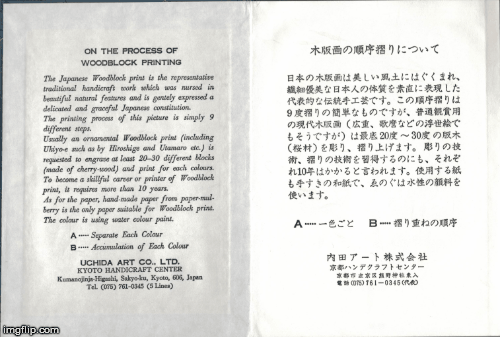 ON THE PROCESS OF
WOODBLOCK PRINTING
The Japanese Woodblock print is the representative
traditional handicraft work which was nursed in
beautiful natural features and is gentely expressed a
delicated and graceful Japanese constitution.
The printing process of this picture is simply 9
different steps.
Usually an ornamental Woodblock print (including
Uhiyo-e such as by Hiroshige and Utamaro etc.) is
requested to engrave at least 20-30 different blocks
(made of cherry-wood) and print for each colours.
To become a skillful carver or printer of Woodblock
print, it requires more than 10 years.
As for the paper, hand-made paper from paper-mul-
berry is the only paper suitable for Woodblock print.
The colour is using water colour paint.
A ····· Separate Each Colour
B ····· Accumulation of Each Colour
UCHIDA ART CO., LTD.
KYOTO HANDICRAFT CENTER
Kumanojinja-Higashi, Sakyo-ku, Kyoto, 606, Japan
Tel. (075) 761-0345 (5 Lines)
木版画の順序摺りについて
日本の木版画は美しい風土にはぐくまれ、
繊細優美な日本人の体質を素直に表現した
代表的な伝統手工芸です。この順序摺りは
9度摺りの簡単なものですが、普通観賞用
の現代木版画(広重、歌麿などの浮世絵で
もそうですが)は最低20度〜30度の版木
(桜材)を彫り、摺り上げます。彫りの技
術、摺りの技術を習得するのにも、それぞ
れ10年はかかると言われます。使用する紙
も手すきの和紙で、ゑのぐは水性の顔料を
使います。
A ····· 一色ごと B ····· 摺り重ねの順序
内田アート株式会社
京都ハンデクラフトセンター
京都市左京区熊野神社東入
電話(075)761-0345(代表)
imgflip.com